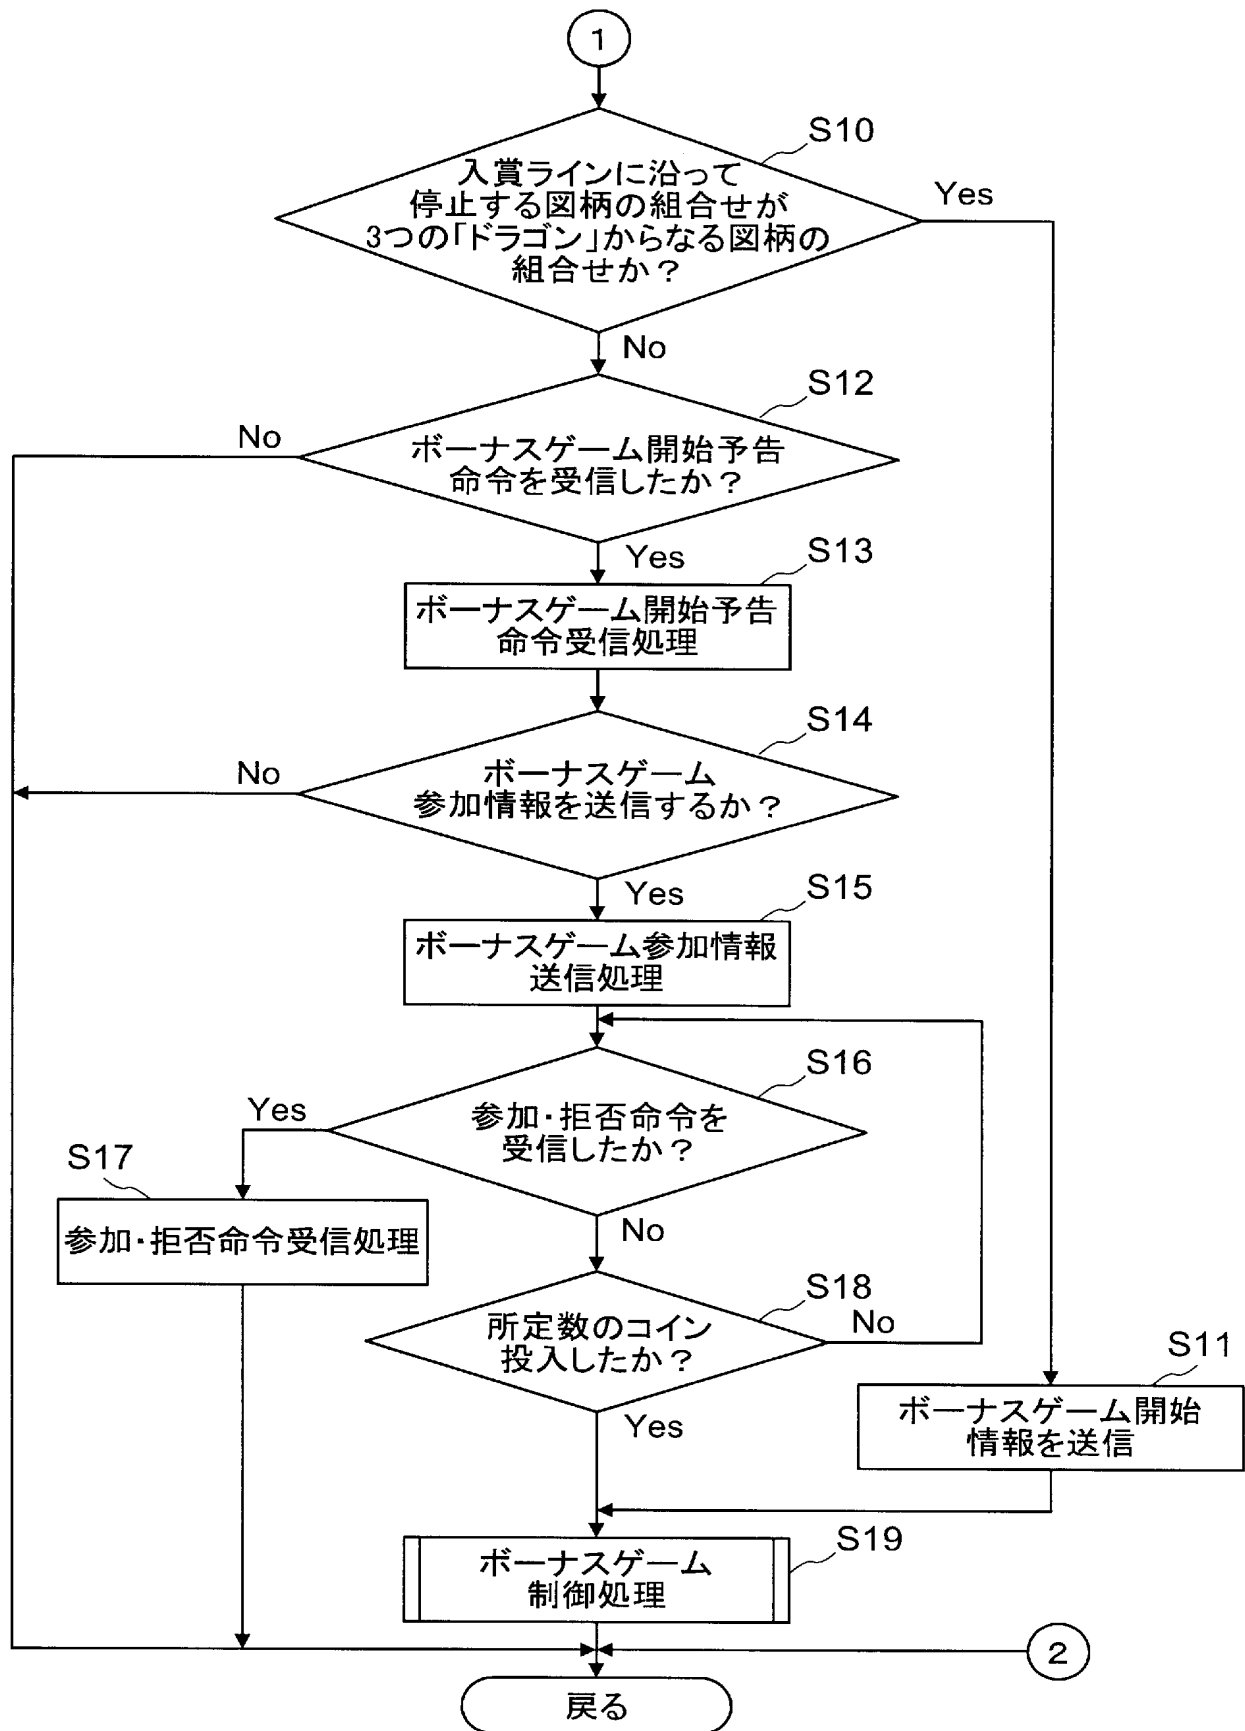 1
S10
入賞ラインに沿って
停止する図柄の組合せが
3つの「ドラゴン」からなる図柄の
組合せか？
Yes
No
S12
No
ボーナスゲーム開始予告
命令を受信したか？
Yes
S13
ボーナスゲーム開始予告
命令受信処理
S14
No
ボーナスゲーム
参加情報を送信するか？
Yes
S15
ボーナスゲーム参加情報
送信処理
S16
Yes
参加・拒否命令を
受信したか？
S17
参加・拒否命令受信処理
No
S18
所定数のコイン
投入したか？
No
Yes
S11
ボーナスゲーム開始
情報を送信
S19
ボーナスゲーム
制御処理
2
戻る